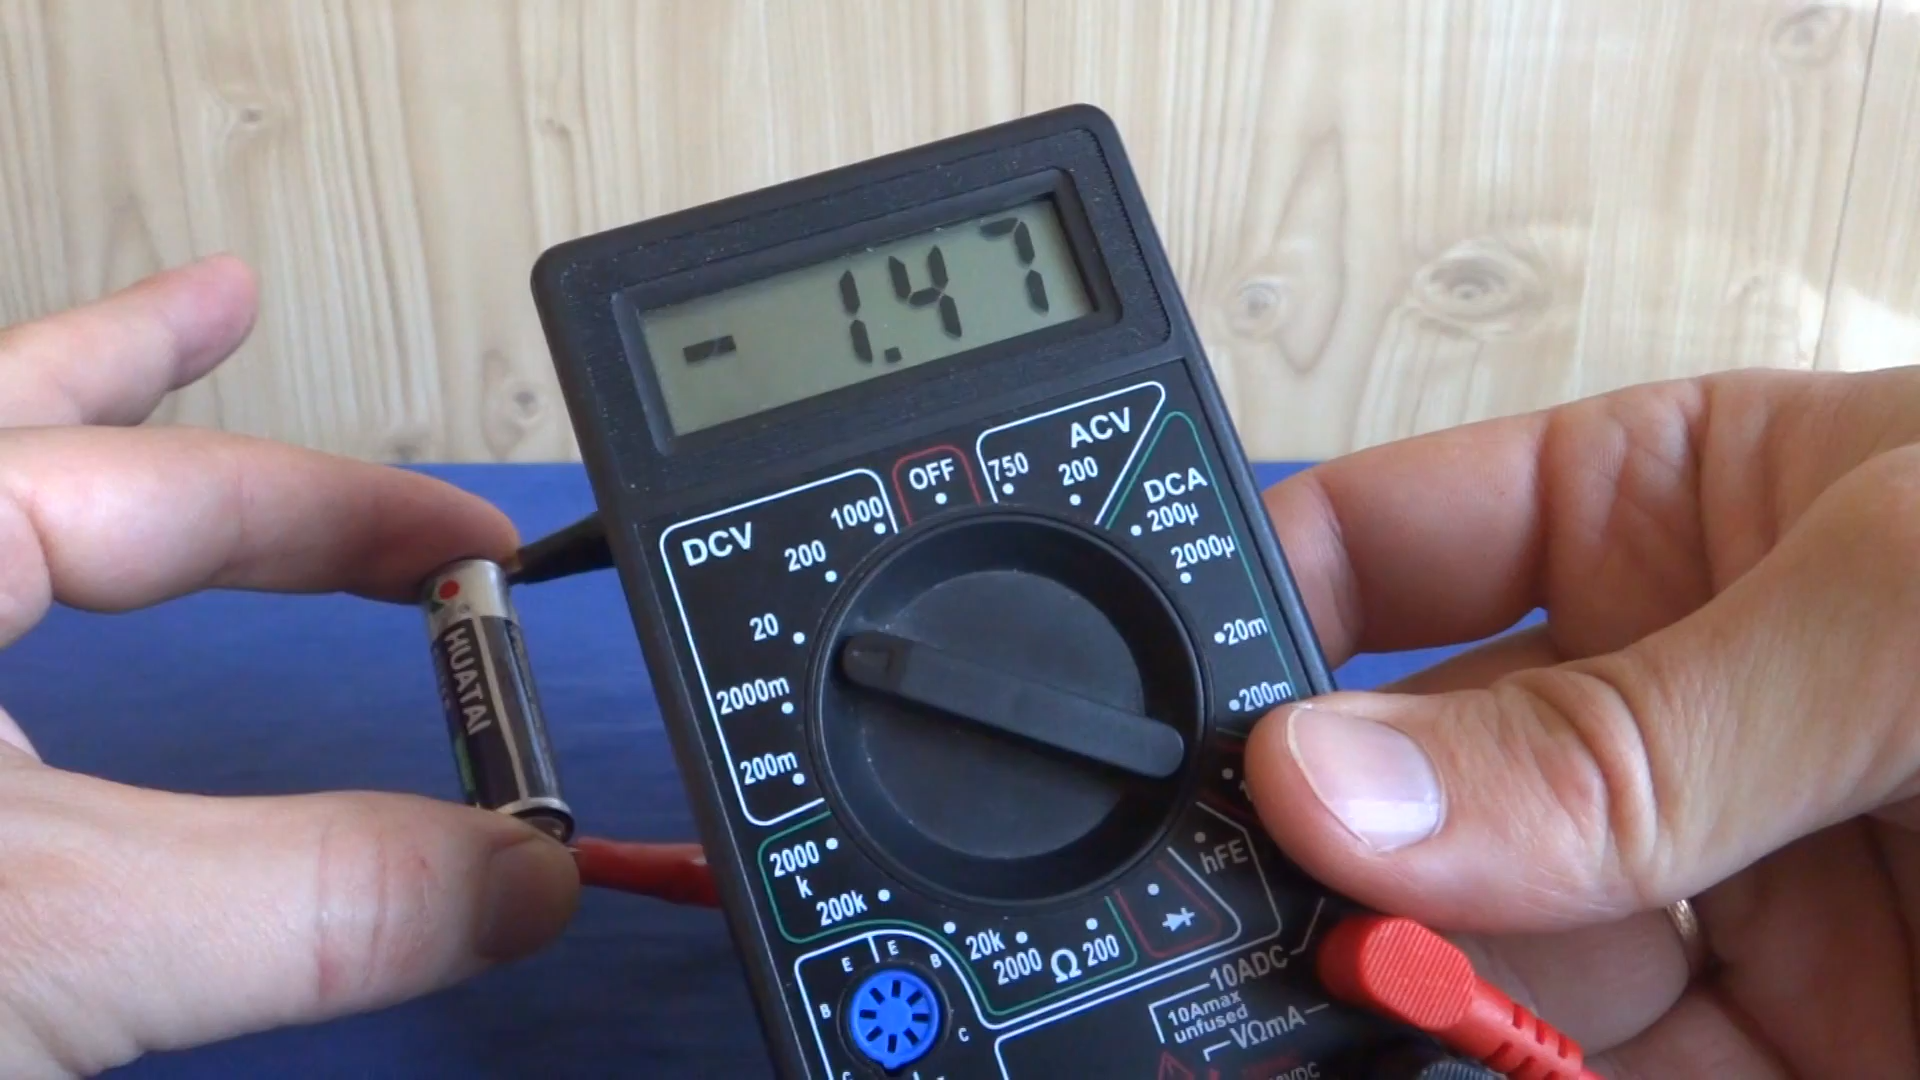 - 1.47
OFF
750
ACV
200
DCV
1000
200
20
2000m
200m
DCA
200µ
2000µ
20m
200m
hFE
2000
k
200k
20k
2000
Ω
200
E
E
B
B
C
C
10ADC
10Amax
unfused
VΩmA
HUATAI